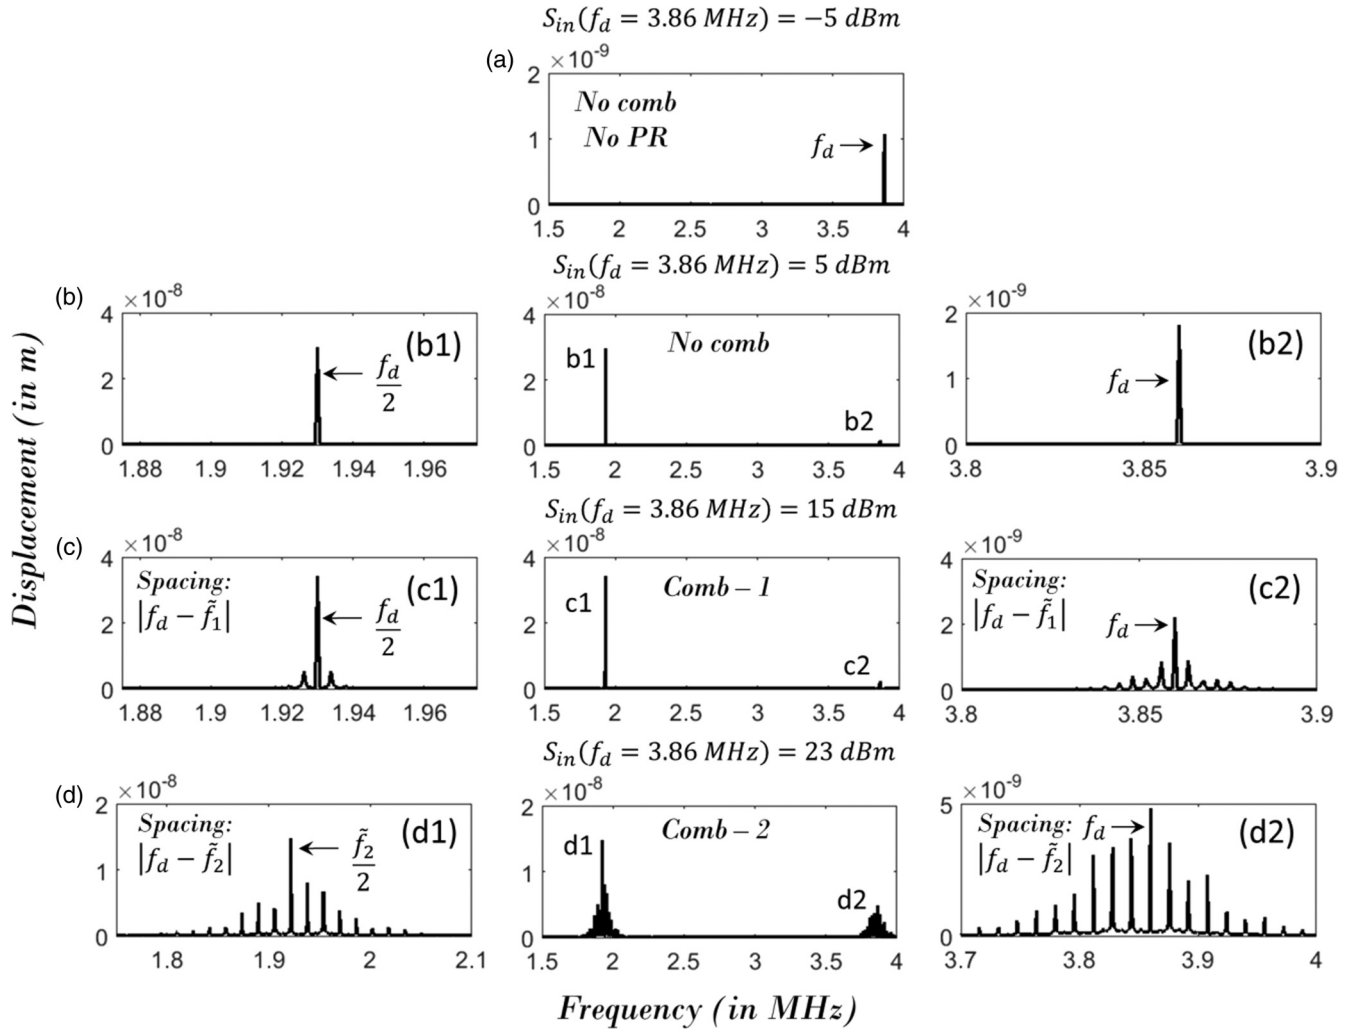 S_in(f_d = 3.86 MHz) = −5 dBm
(a)
×10^-9
2
No comb
No PR
1
f_d
0
1.5 2 2.5 3 3.5 4
S_in(f_d = 3.86 MHz) = 5 dBm
(b)
×10^-8
4
(b1)
2
f_d/2
0
1.88 1.9 1.92 1.94 1.96
×10^-8
4
No comb
b1
2
b2
0
1.5 2 2.5 3 3.5 4
×10^-9
2
(b2)
1
f_d
0
3.8 3.85 3.9
S_in(f_d = 3.86 MHz) = 15 dBm
(c)
×10^-8
4
Spacing:
|f_d − f̃_1|
(c1)
2
f_d/2
0
1.88 1.9 1.92 1.94 1.96
×10^-8
4
Comb – 1
c1
2
c2
0
1.5 2 2.5 3 3.5 4
×10^-9
4
Spacing:
|f_d − f̃_1|
(c2)
2
f_d
0
3.8 3.85 3.9
S_in(f_d = 3.86 MHz) = 23 dBm
(d)
×10^-8
2
Spacing:
|f_d − f̃_2|
(d1)
1
f̃_2/2
0
1.8 1.9 2 2.1
×10^-8
2
Comb – 2
d1
1
d2
0
1.5 2 2.5 3 3.5 4
×10^-9
5
Spacing:
|f_d − f̃_2|
f_d
(d2)
0
3.7 3.8 3.9 4
Displacement (in m)
Frequency (in MHz)